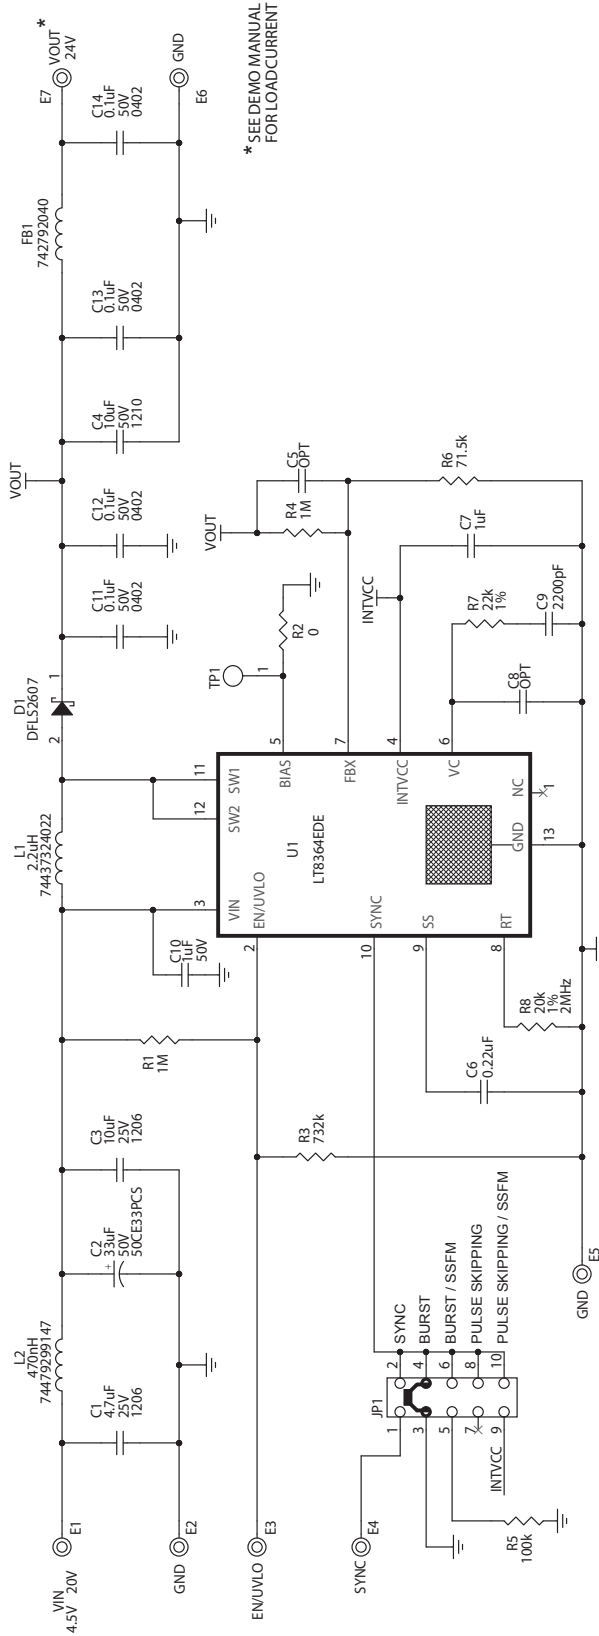 VIN
4.5V 20V
E1
C1
4.7uF
25V
1206
L2
470nH
74479299147
C2
33uF
50V
50CE33PCS
+
C3
10uF
25V
1206
GND
E2
R1
1M
C10
1uF
50V
L1
2.2uH
74437324022
D1
DFLS2607
2
1
C11
0.1uF
50V
0402
C12
0.1uF
50V
0402
VOUT
C4
10uF
50V
1210
C13
0.1uF
50V
0402
FB1
742792040
C14
0.1uF
50V
0402
E7
VOUT *
24V
GND
E6
* SEE DEMO MANUAL
FOR LOADCURRENT
EN/UVLO
E3
R3
732k
SYNC
E4
JP1
1
2
SYNC
3
4
BURST
5
6
BURST / SSFM
7
8
PULSE SKIPPING
9
10
PULSE SKIPPING / SSFM
INTVCC
R5
100k
GND
E5
C6
0.22uF
R8
20k
1%
2MHz
U1
LT8364EDE
3
VIN
2
EN/UVLO
10
SYNC
9
SS
8
RT
12
SW2
11
SW1
5
BIAS
7
FBX
4
INTVCC
6
VC
NC
1
GND
13
TP1
1
R2
0
VOUT
R4
1M
C5
OPT
R6
71.5k
INTVCC
C7
1uF
R7
22k
1%
C9
2200pF
C8
OPT